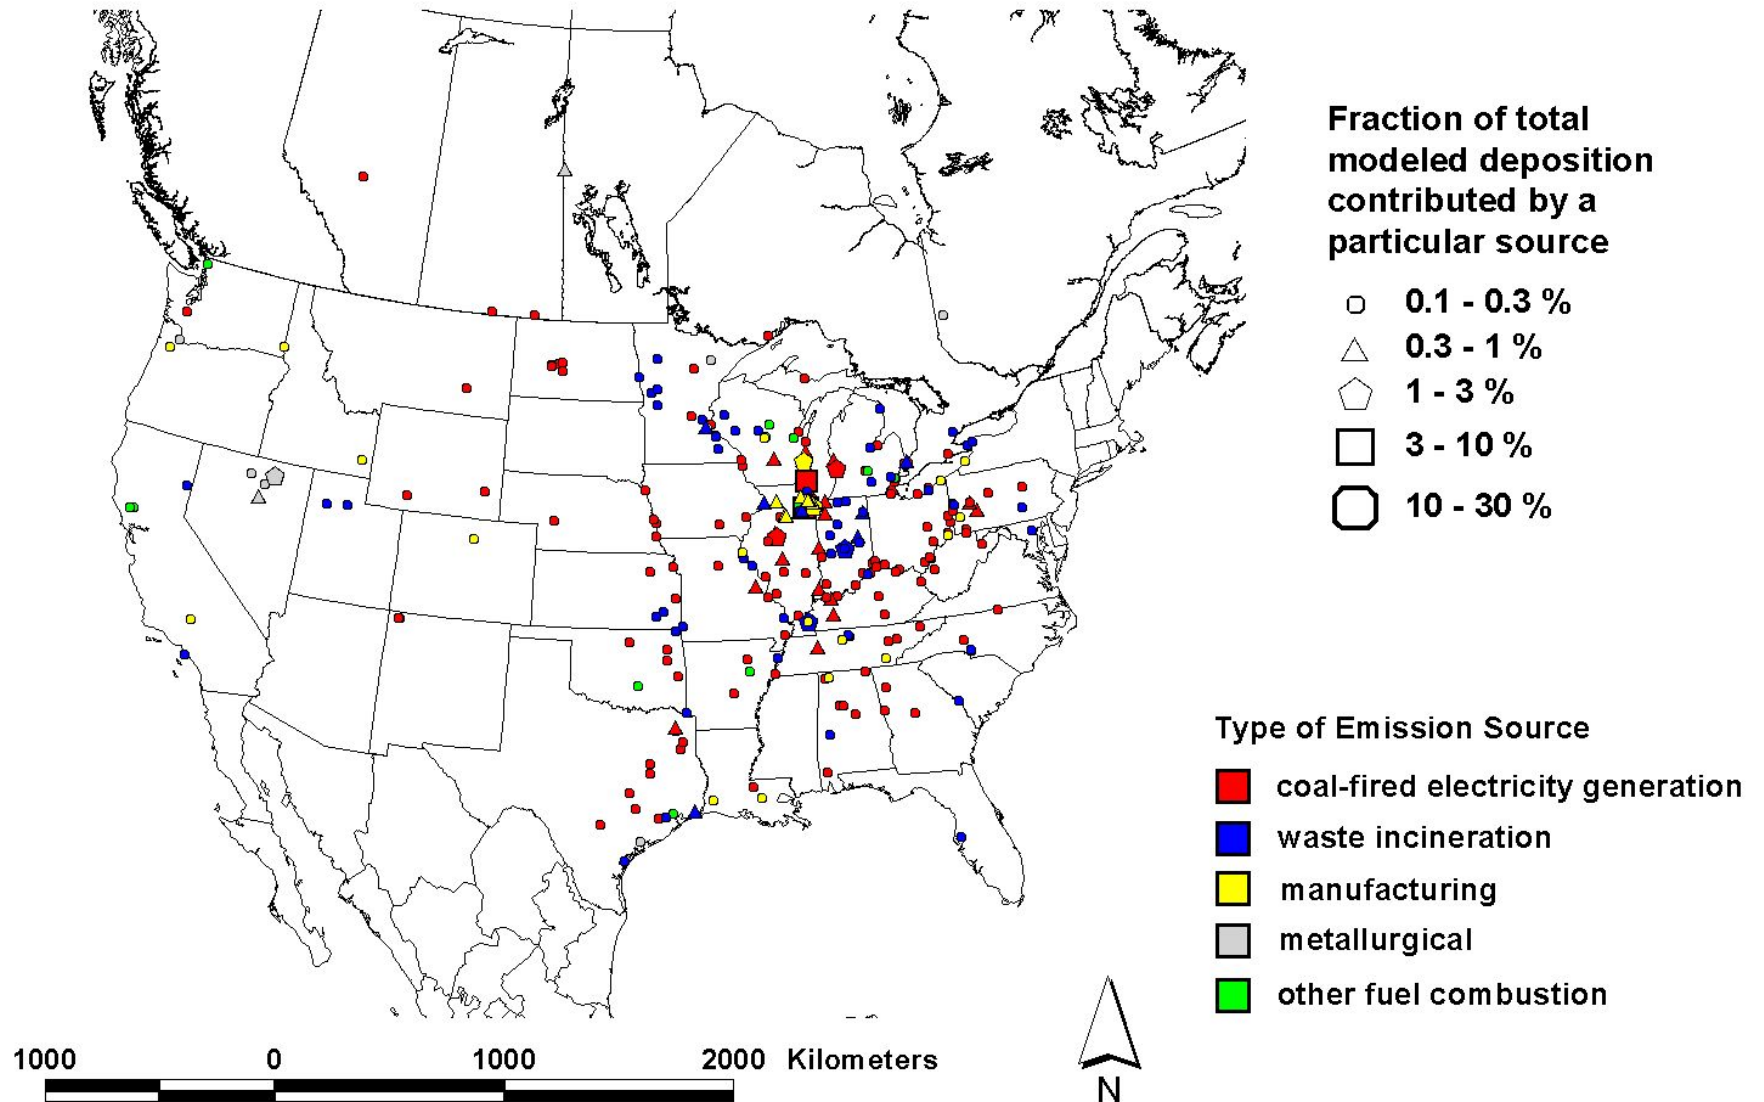 Fraction of total
modeled deposition
contributed by a
particular source
0.1 - 0.3 %
0.3 - 1 %
1 - 3 %
3 - 10 %
10 - 30 %
Type of Emission Source
coal-fired electricity generation
waste incineration
manufacturing
metallurgical
other fuel combustion
1000 0 1000 2000 Kilometers
N